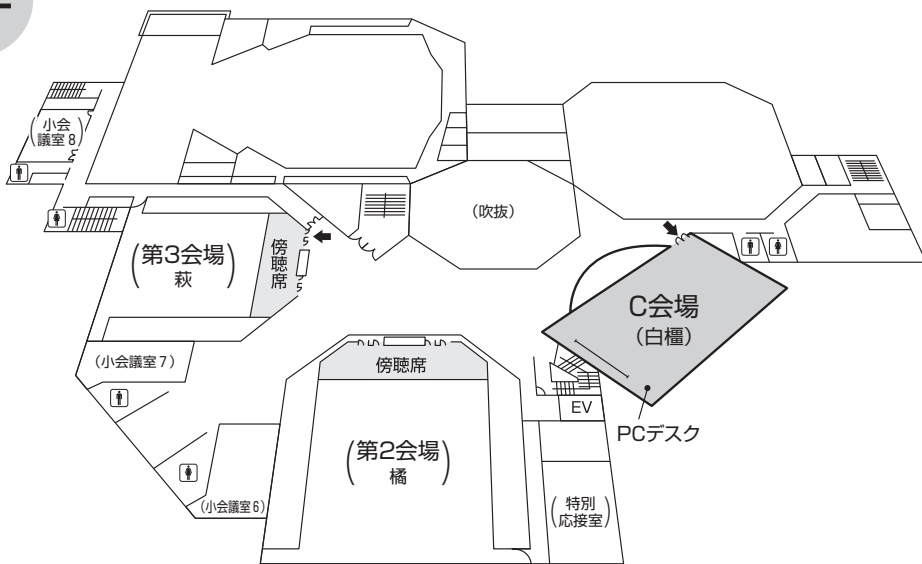 小会
議室8
(吹抜)
(第3会場)
萩
傍聴席
C会場
(白橿)
(小会議室7)
傍聴席
EV
PCデスク
(第2会場)
橘
(小会議室6)
特別
応接室